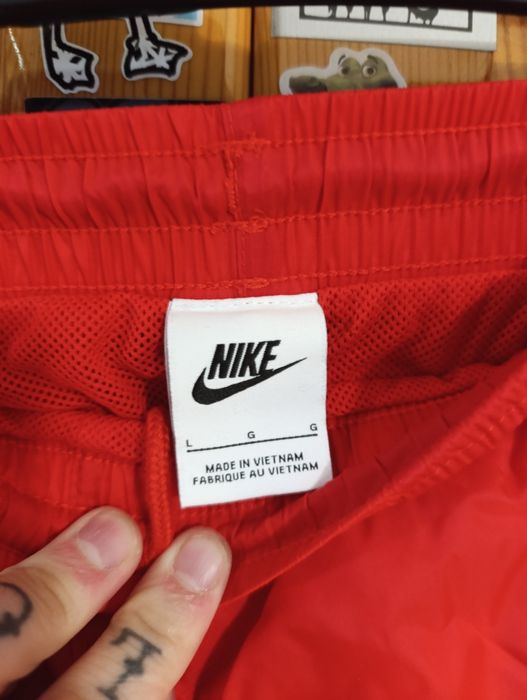 NIKE
L G G
MADE IN VIETNAM
FABRIQUE AU VIETNAM